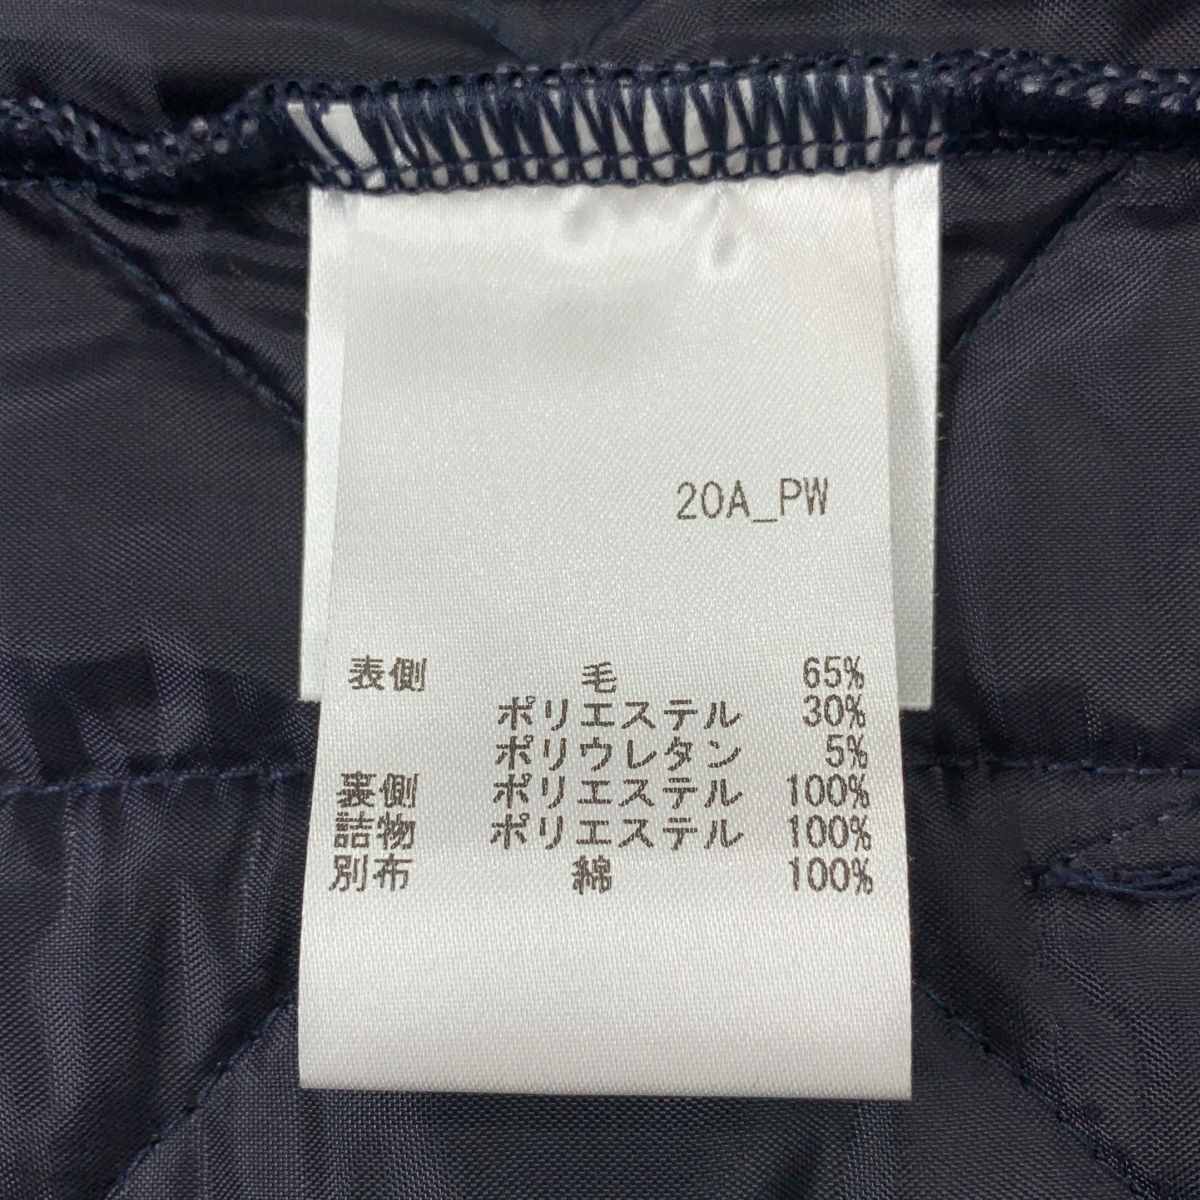 20A_PW
表側 毛 65%
ポリエステル 30%
ポリウレタン 5%
裏側 ポリエステル 100%
詰物 ポリエステル 100%
別布 綿 100%